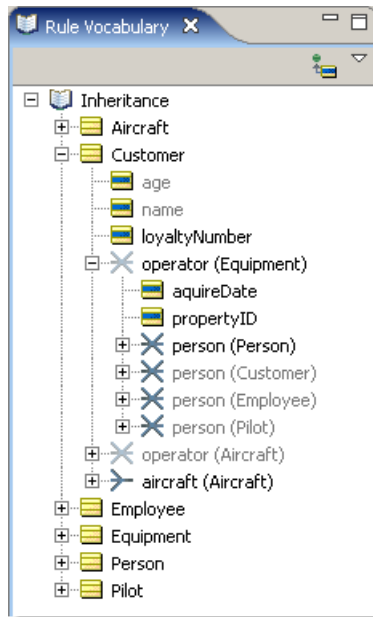 Rule Vocabulary
Inheritance
Aircraft
Customer
age
name
loyaltyNumber
operator (Equipment)
aquireDate
propertyID
person (Person)
person (Customer)
person (Employee)
person (Pilot)
operator (Aircraft)
aircraft (Aircraft)
Employee
Equipment
Person
Pilot